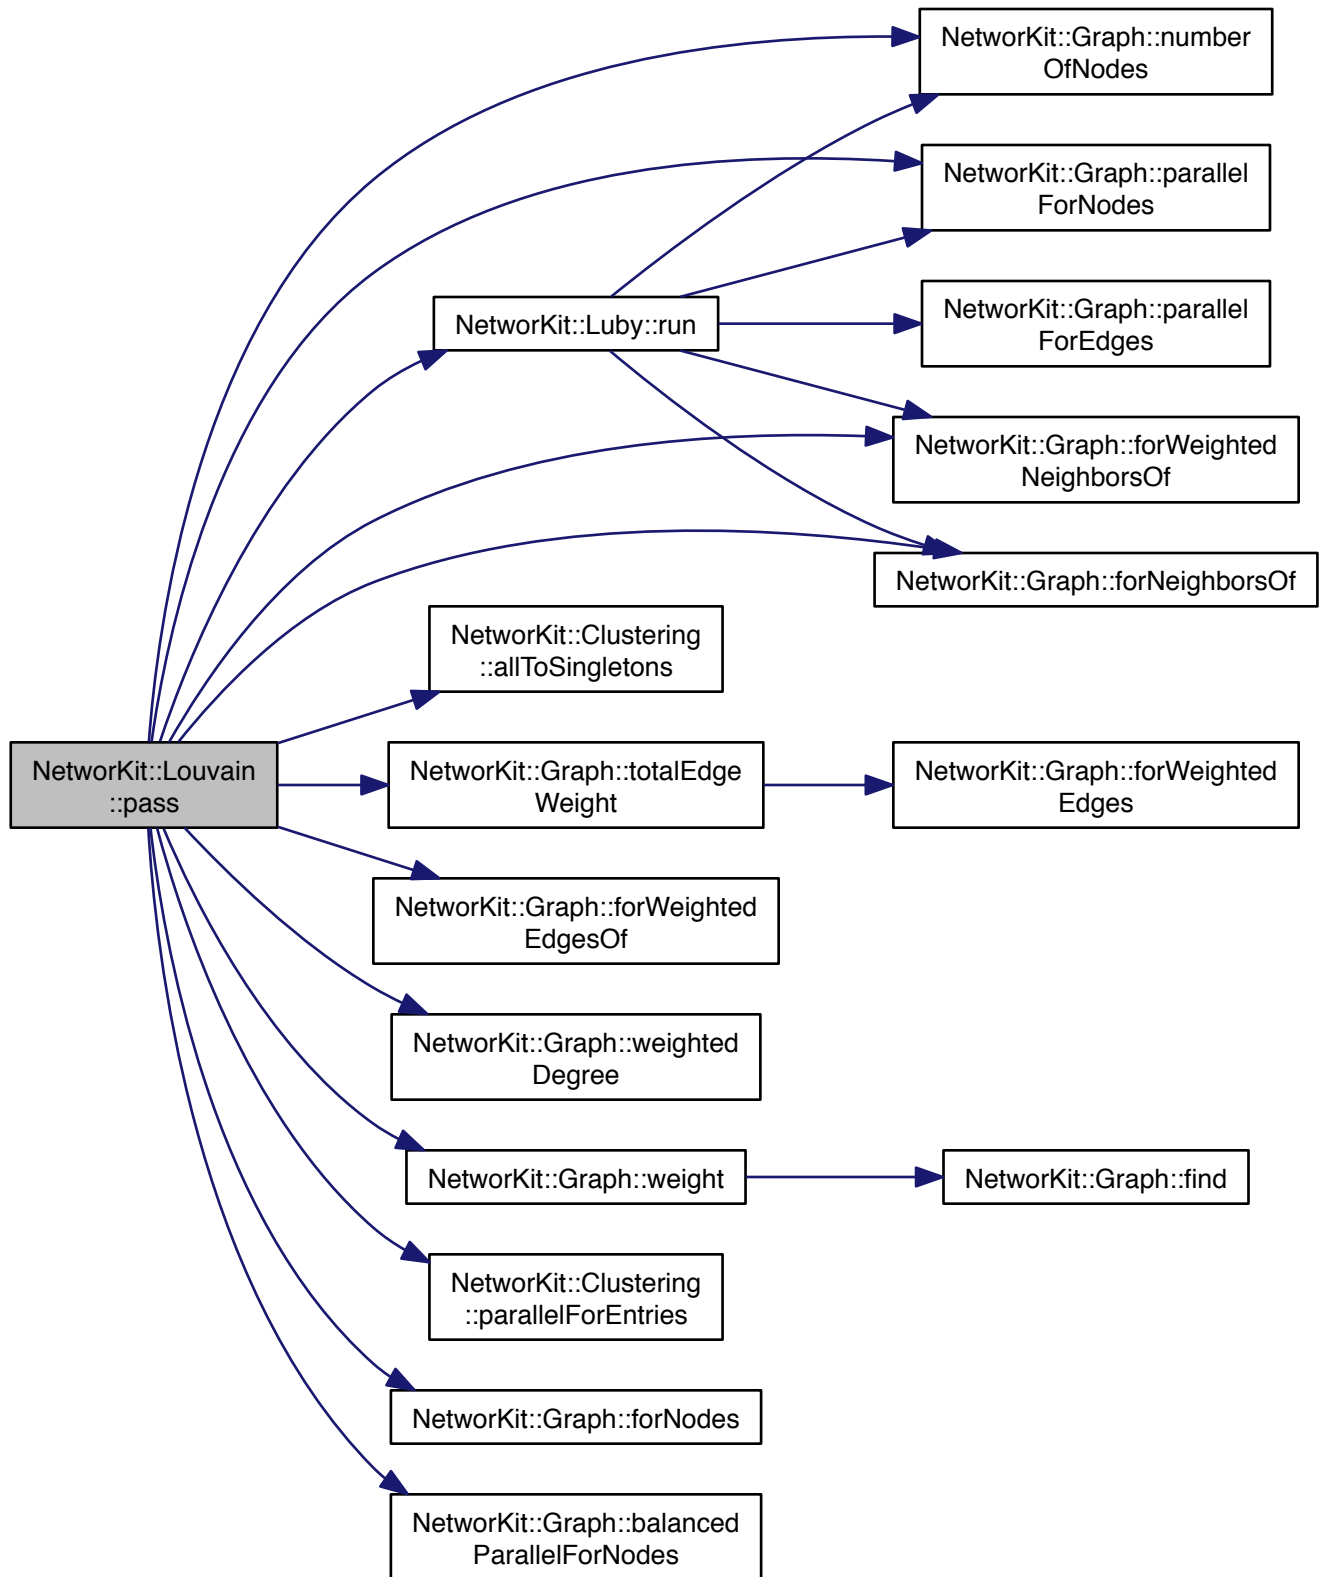 NetworKit::Graph::number
OfNodes
NetworKit::Graph::parallel
ForNodes
NetworKit::Luby::run
NetworKit::Graph::parallel
ForEdges
NetworKit::Graph::forWeighted
NeighborsOf
NetworKit::Graph::forNeighborsOf
NetworKit::Clustering
::allToSingletons
NetworKit::Louvain
::pass
NetworKit::Graph::totalEdge
Weight
NetworKit::Graph::forWeighted
Edges
NetworKit::Graph::forWeighted
EdgesOf
NetworKit::Graph::weighted
Degree
NetworKit::Graph::weight
NetworKit::Graph::find
NetworKit::Clustering
::parallelForEntries
NetworKit::Graph::forNodes
NetworKit::Graph::balanced
ParallelForNodes